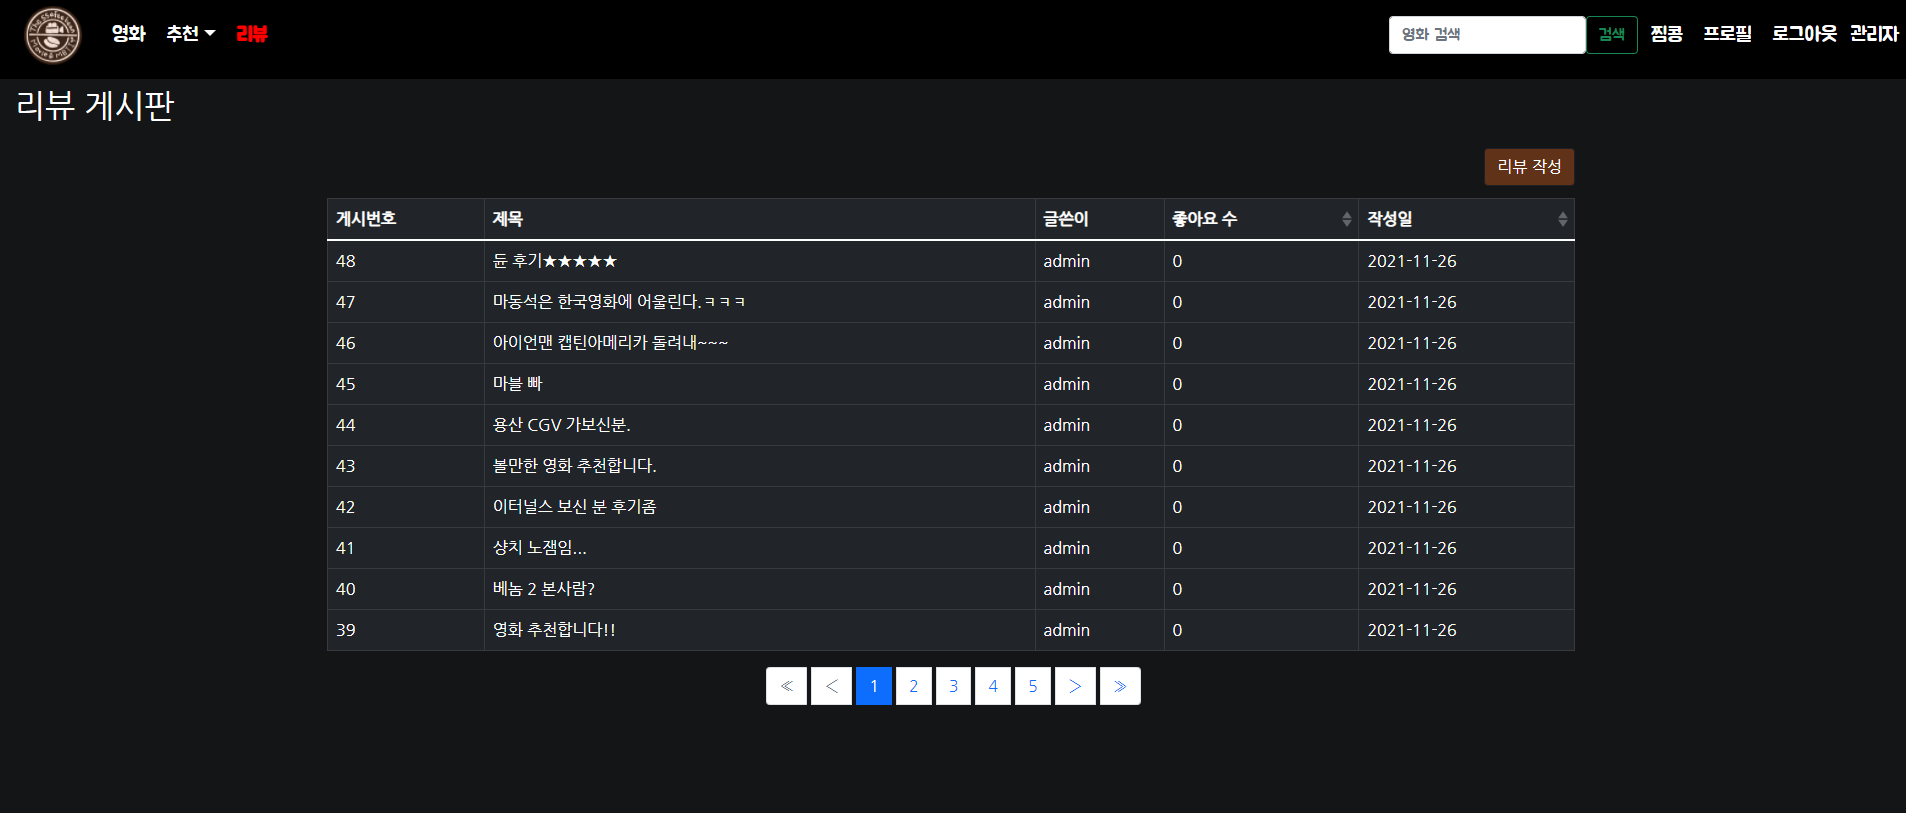 영화 추천 리뷰 영화 검색 검색 찜콩 프로필 로그아웃 관리자
리뷰 게시판
리뷰 작성
게시번호 제목 글쓴이 좋아요 수 작성일
48 듄 후기★★★★★ admin 0 2021-11-26
47 마동석은 한국영화에 어울린다.ㅋㅋㅋ admin 0 2021-11-26
46 아이언맨 캡틴아메리카 돌려내~~~ admin 0 2021-11-26
45 마블 빠 admin 0 2021-11-26
44 용산 CGV 가보신분. admin 0 2021-11-26
43 볼만한 영화 추천합니다. admin 0 2021-11-26
42 이터널스 보신 분 후기좀 admin 0 2021-11-26
41 샹치 노잼임... admin 0 2021-11-26
40 베놈 2 본사람? admin 0 2021-11-26
39 영화 추천합니다!! admin 0 2021-11-26
≪ < 1 2 3 4 5 > ≫